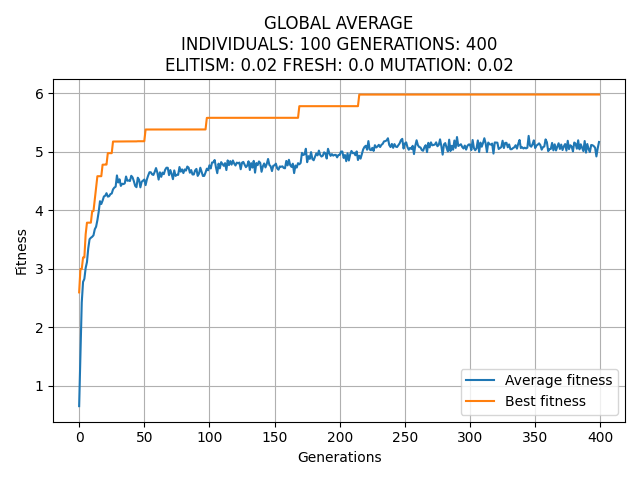 GLOBAL AVERAGE
INDIVIDUALS: 100 GENERATIONS: 400
ELITISM: 0.02 FRESH: 0.0 MUTATION: 0.02
6
5
4
3
2
1
Fitness
0 50 100 150 200 250 300 350 400
Generations
Average fitness
Best fitness